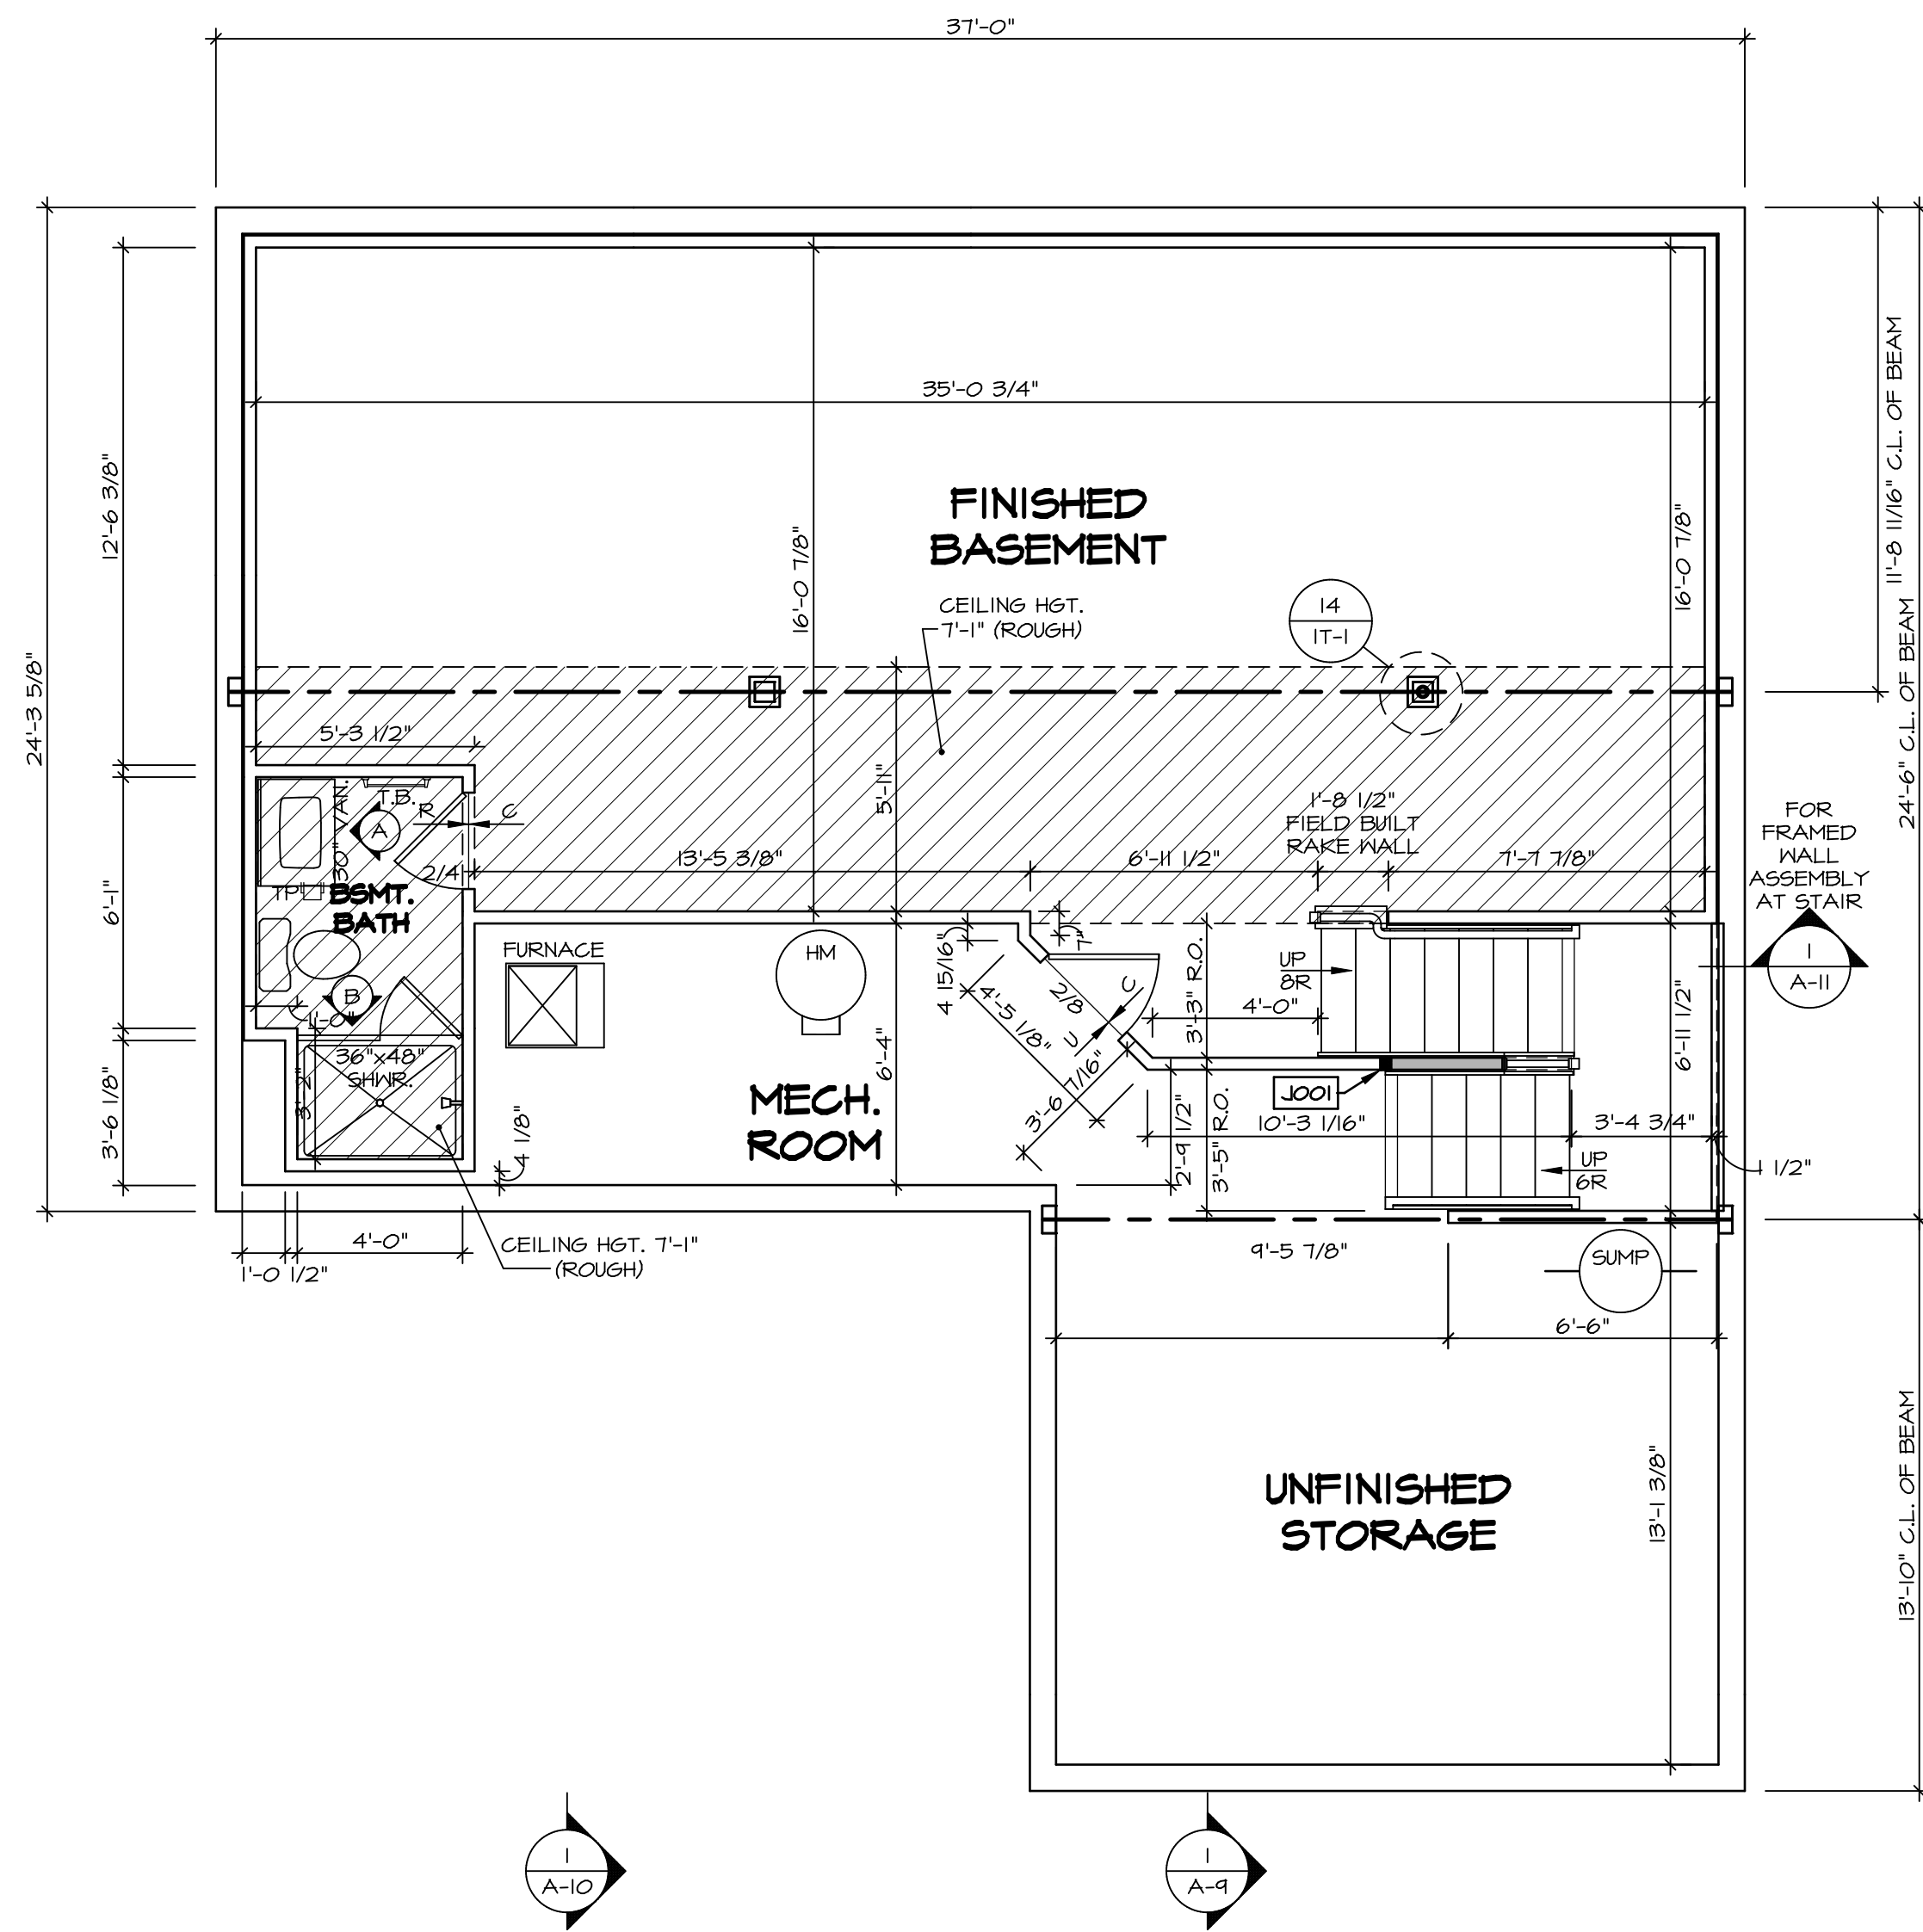 37'-0"
35'-0 3/4"
11'-8 11/16" C.L. OF BEAM
24'-6" C.L. OF BEAM
12'-6 3/8"
24'-3 5/8"
FINISHED
BASEMENT
16'-0 7/8"
16'-0 7/8"
CEILING HGT.
7'-1" (ROUGH)
14
1T-1
5'-3 1/2"
5'-11"
30" VAN.
T.B.
R
C
A
2/4
TP
BSMT.
BATH
13'-5 3/8"
6'-11 1/2"
1'-8 1/2"
FIELD BUILT
RAKE WALL
7'-7 7/8"
FOR
FRAMED
WALL
ASSEMBLY
AT STAIR
1
A-11
6'-1"
B
1'-0"
36"x48"
SHWR.
3'-2"
3'-6 1/8"
FURNACE
HM
4 15/16"
7"
2/8
C
U
4'-5 1/8"
3'-6 7/16"
3'-3" R.O.
4'-0"
UP
8R
6'-11 1/2"
6'-4"
MECH.
ROOM
4 1/8"
J001
2'-9 1/2"
3'-5" R.O.
10'-3 1/16"
3'-4 3/4"
1 1/2"
UP
6R
4'-0"
1'-0 1/2"
CEILING HGT. 7'-1"
(ROUGH)
9'-5 7/8"
SUMP
6'-6"
UNFINISHED
STORAGE
13'-1 3/8"
13'-10" C.L. OF BEAM
1
A-10
1
A-9